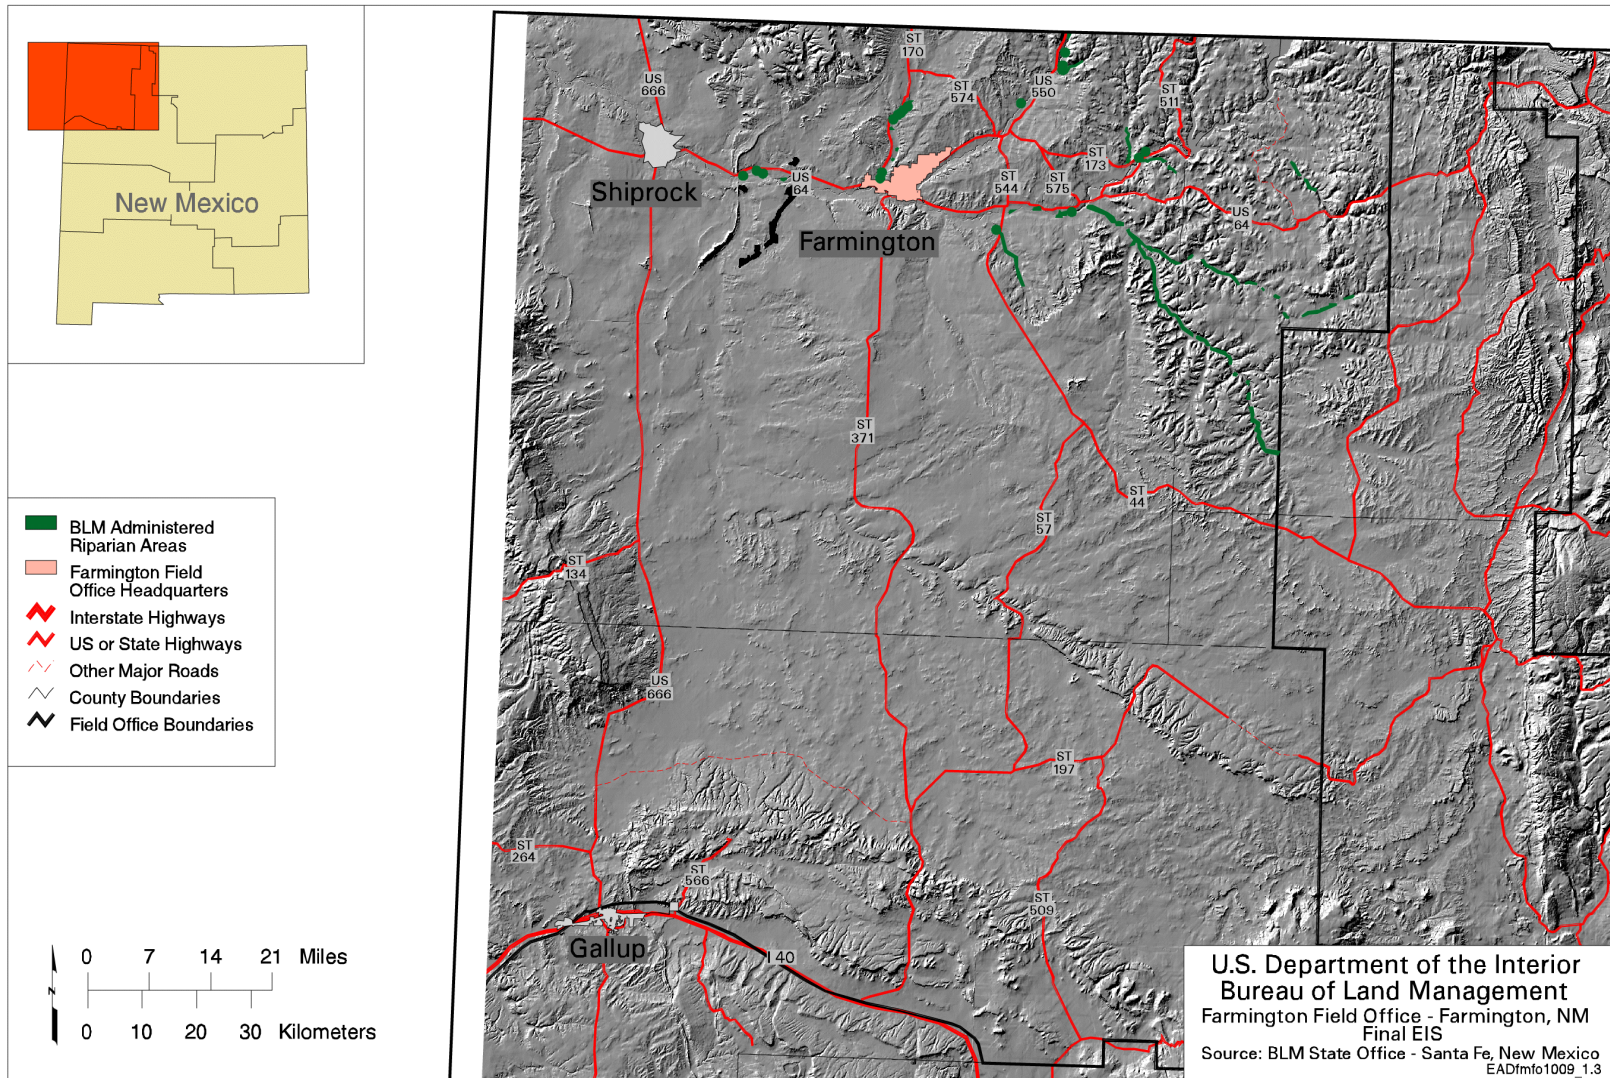 New Mexico
BLM Administered
Riparian Areas
Farmington Field
Office Headquarters
Interstate Highways
US or State Highways
Other Major Roads
County Boundaries
Field Office Boundaries
0 7 14 21 Miles
N
0 10 20 30 Kilometers
ST
170
US
666
ST
574
US
550
ST
511
Shiprock
US
64
ST
173
ST
544
ST
575
US
64
Farmington
ST
371
ST
44
ST
57
ST
134
US
666
ST
197
ST
264
ST
566
ST
509
Gallup
I 40
U.S. Department of the Interior
Bureau of Land Management
Farmington Field Office - Farmington, NM
Final EIS
Source: BLM State Office - Santa Fe, New Mexico
EADfmfo1009_1.3